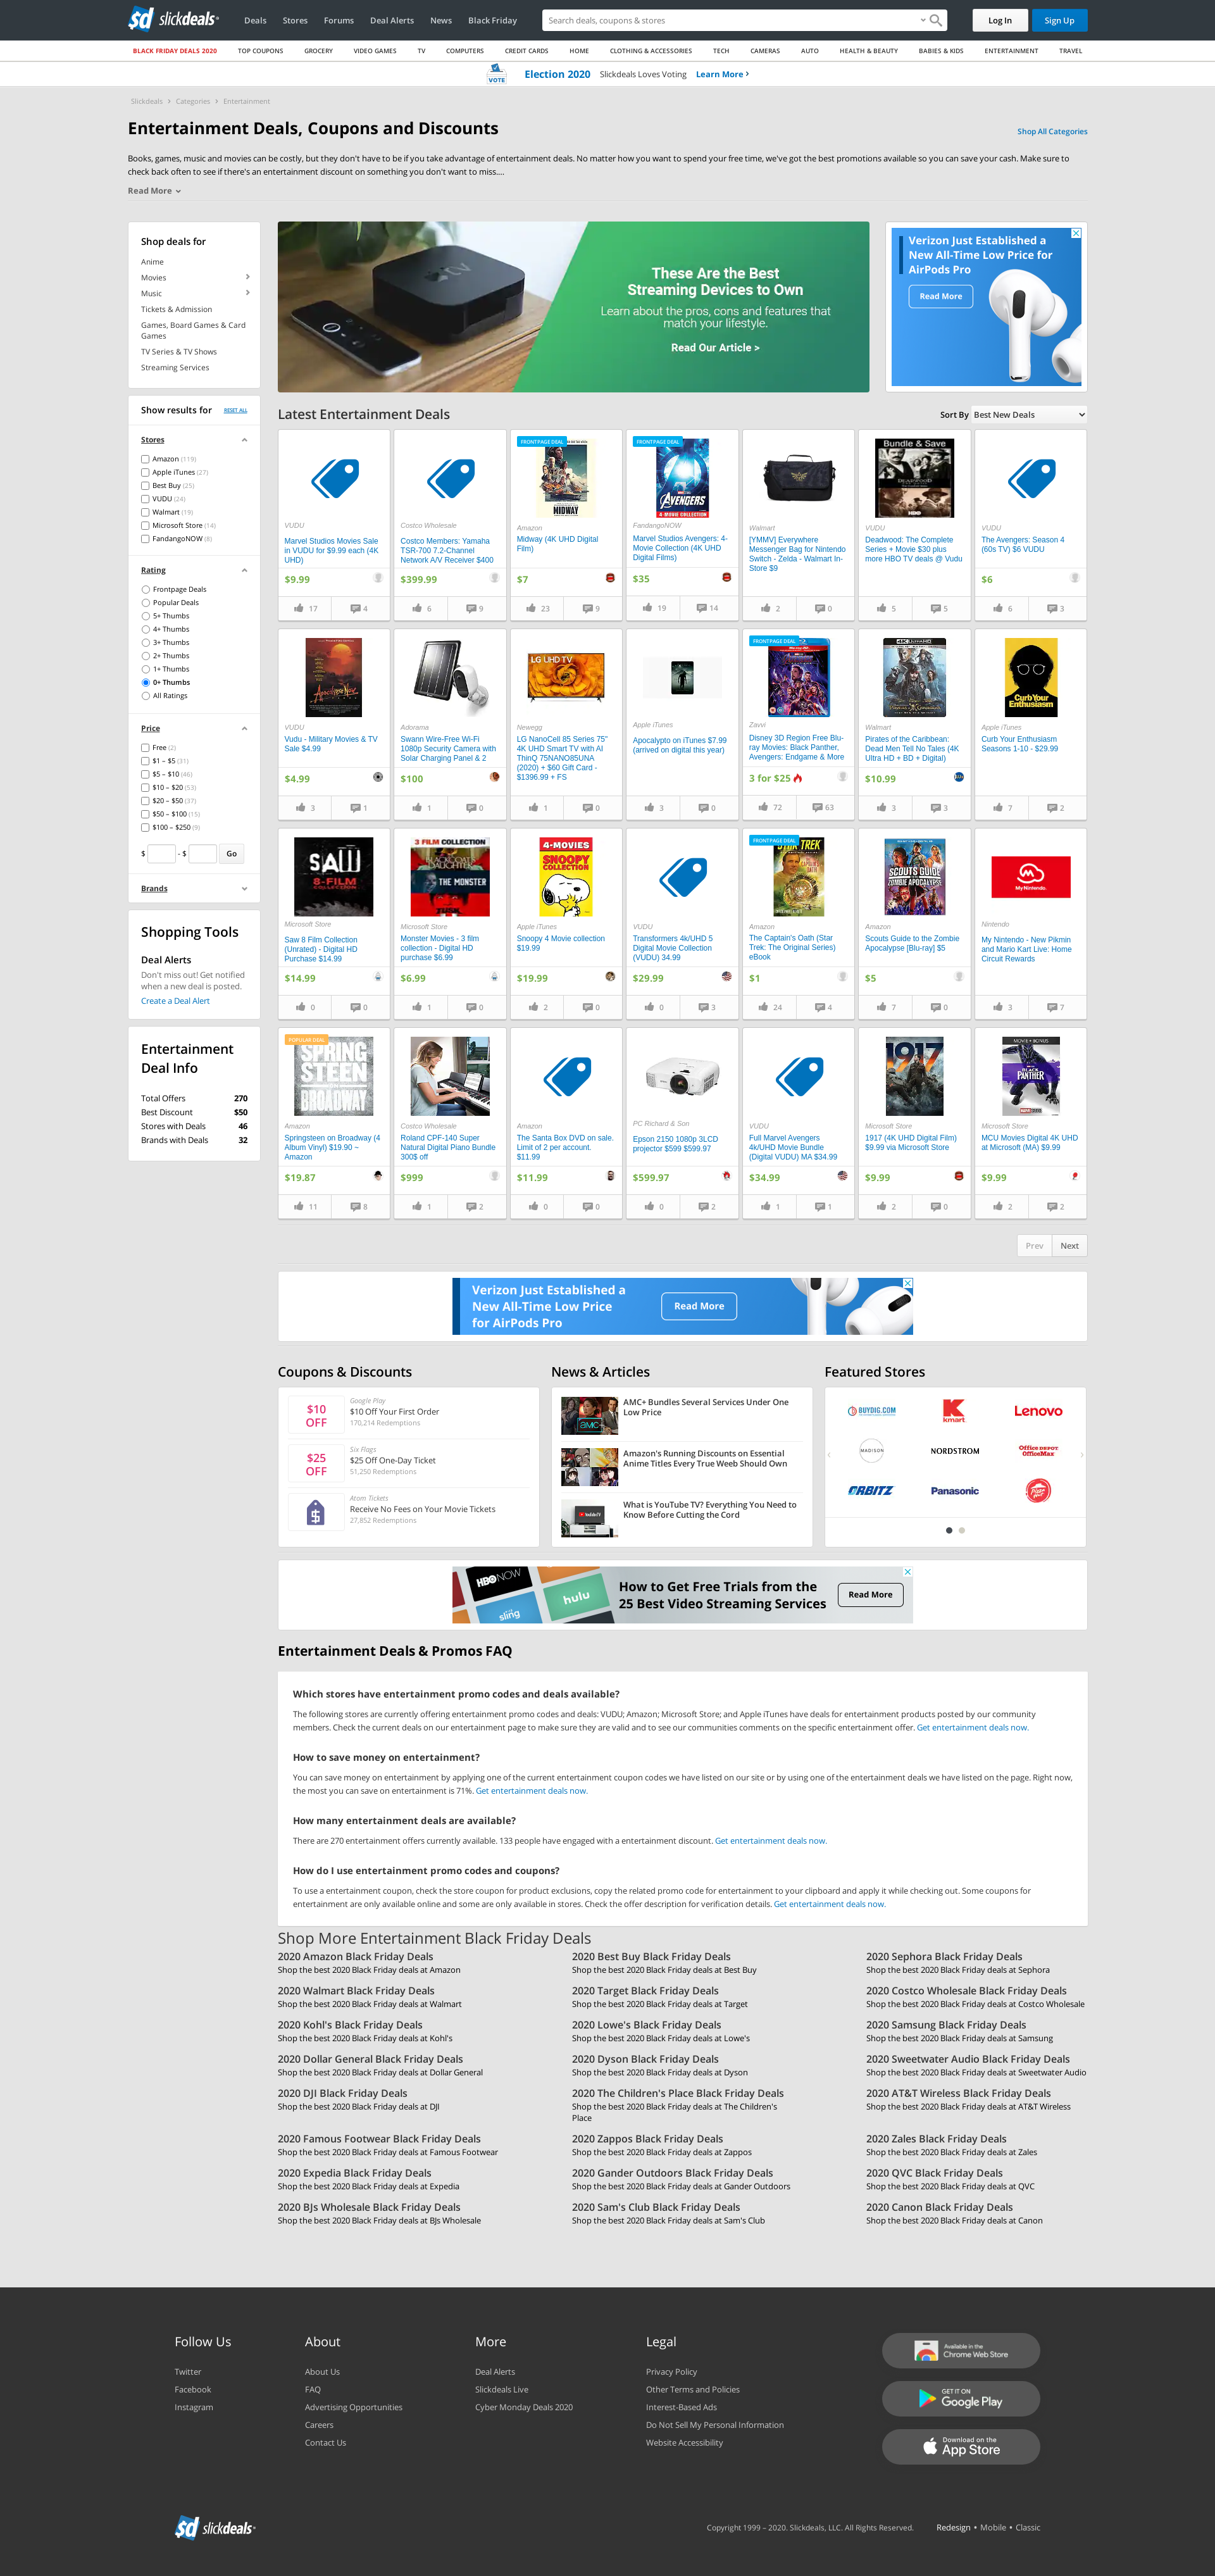 sd slickdeals
Deals Stores Forums Deal Alerts News Black Friday
Search deals, coupons & stores
Log In Sign Up
BLACK FRIDAY DEALS 2020 TOP COUPONS GROCERY VIDEO GAMES TV COMPUTERS CREDIT CARDS HOME CLOTHING & ACCESSORIES TECH CAMERAS AUTO HEALTH & BEAUTY BABIES & KIDS ENTERTAINMENT TRAVEL
VOTE Election 2020 Slickdeals Loves Voting Learn More ›
Slickdeals › Categories › Entertainment
Entertainment Deals, Coupons and Discounts
Shop All Categories
Books, games, music and movies can be costly, but they don't have to be if you take advantage of entertainment deals. No matter how you want to spend your free time, we've got the best promotions available so you can save your cash. Make sure to
check back often to see if there's an entertainment discount on something you don't want to miss....
Read More
Shop deals for
Anime
Movies
Music
Tickets & Admission
Games, Board Games & Card
Games
TV Series & TV Shows
Streaming Services
These Are the Best
Streaming Devices to Own
Learn about the pros, cons and features that
match your lifestyle.
Read Our Article >
Verizon Just Established a
New All-Time Low Price for
AirPods Pro
Read More
Show results for RESET ALL
Stores
Amazon (119)
Apple iTunes (27)
Best Buy (25)
VUDU (24)
Walmart (19)
Microsoft Store (14)
FandangoNOW (8)
Rating
Frontpage Deals
Popular Deals
5+ Thumbs
4+ Thumbs
3+ Thumbs
2+ Thumbs
1+ Thumbs
0+ Thumbs
All Ratings
Price
Free (2)
$1 – $5 (31)
$5 – $10 (46)
$10 – $20 (53)
$20 – $50 (37)
$50 – $100 (15)
$100 – $250 (9)
$ - $ Go
Brands
Shopping Tools
Deal Alerts
Don't miss out! Get notified
when a new deal is posted.
Create a Deal Alert
Entertainment
Deal Info
Total Offers 270
Best Discount $50
Stores with Deals 46
Brands with Deals 32
Latest Entertainment Deals
Sort By Best New Deals
VUDU
Marvel Studios Movies Sale
in VUDU for $9.99 each (4K
UHD)
$9.99
17 4
Costco Wholesale
Costco Members: Yamaha
TSR-700 7.2-Channel
Network A/V Receiver $400
$399.99
6 9
FRONTPAGE DEAL
MIDWAY
Amazon
Midway (4K UHD Digital
Film)
$7
23 9
FRONTPAGE DEAL
AVENGERS
4-MOVIE COLLECTION
FandangoNOW
Marvel Studios Avengers: 4-
Movie Collection (4K UHD
Digital Films)
$35
19 14
Walmart
[YMMV] Everywhere
Messenger Bag for Nintendo
Switch - Zelda - Walmart In-
Store $9
2 0
Bundle & Save
DEADWOOD
HBO
VUDU
Deadwood: The Complete
Series + Movie $30 plus
more HBO TV deals @ Vudu
5 5
VUDU
The Avengers: Season 4
(60s TV) $6 VUDU
$6
6 3
Apocalypse Now
VUDU
Vudu - Military Movies & TV
Sale $4.99
$4.99
3 1
Adorama
Swann Wire-Free Wi-Fi
1080p Security Camera with
Solar Charging Panel & 2
$100
1 0
LG UHD TV
Newegg
LG NanoCell 85 Series 75"
4K UHD Smart TV with AI
ThinQ 75NANO85UNA
(2020) + $60 Gift Card -
$1396.99 + FS
1 0
Apple iTunes
Apocalypto on iTunes $7.99
(arrived on digital this year)
3 0
FRONTPAGE DEAL
Zavvi
Disney 3D Region Free Blu-
ray Movies: Black Panther,
Avengers: Endgame & More
3 for $25
72 63
Walmart
Pirates of the Caribbean:
Dead Men Tell No Tales (4K
Ultra HD + BD + Digital)
$10.99
3 3
Curb Your
Enthusiasm
Apple iTunes
Curb Your Enthusiasm
Seasons 1-10 - $29.99
7 2
SAW
8-FILM
COLLECTION
Microsoft Store
Saw 8 Film Collection
(Unrated) - Digital HD
Purchase $14.99
$14.99
0 0
3 FILM COLLECTION
THE MONSTER
TUSK
Microsoft Store
Monster Movies - 3 film
collection - Digital HD
purchase $6.99
$6.99
1 0
4-MOVIES
SNOOPY
COLLECTION
Apple iTunes
Snoopy 4 Movie collection
$19.99
$19.99
2 0
VUDU
Transformers 4k/UHD 5
Digital Movie Collection
(VUDU) 34.99
$29.99
0 3
FRONTPAGE DEAL
STAR TREK
Amazon
The Captain's Oath (Star
Trek: The Original Series)
eBook
$1
24 4
SCOUTS GUIDE
ZOMBIE APOCALYPSE
Amazon
Scouts Guide to the Zombie
Apocalypse [Blu-ray] $5
$5
7 0
My Nintendo
Nintendo
My Nintendo - New Pikmin
and Mario Kart Live: Home
Circuit Rewards
3 7
POPULAR DEAL
SPRING
STEEN
BROADWAY
Amazon
Springsteen on Broadway (4
Album Vinyl) $19.90 ~
Amazon
$19.87
11 8
Costco Wholesale
Roland CPF-140 Super
Natural Digital Piano Bundle
300$ off
$999
1 2
Amazon
The Santa Box DVD on sale.
Limit of 2 per account.
$11.99
$11.99
0 0
PC Richard & Son
Epson 2150 1080p 3LCD
projector $599 $599.97
$599.97
0 2
VUDU
Full Marvel Avengers
4k/UHD Movie Bundle
(Digital VUDU) MA $34.99
$34.99
1 1
1917
Microsoft Store
1917 (4K UHD Digital Film)
$9.99 via Microsoft Store
$9.99
2 0
MOVIE + BONUS
BLACK
PANTHER
Microsoft Store
MCU Movies Digital 4K UHD
at Microsoft (MA) $9.99
$9.99
2 2
Prev Next
Verizon Just Established a
New All-Time Low Price
for AirPods Pro
Read More
Coupons & Discounts
$10
OFF
Google Play
$10 Off Your First Order
170,214 Redemptions
$25
OFF
Six Flags
$25 Off One-Day Ticket
51,250 Redemptions
Atom Tickets
Receive No Fees on Your Movie Tickets
27,852 Redemptions
News & Articles
AMC+ Bundles Several Services Under One
Low Price
Amazon's Running Discounts on Essential
Anime Titles Every True Weeb Should Own
What is YouTube TV? Everything You Need to
Know Before Cutting the Cord
Featured Stores
BUYDIG.COM kmart Lenovo
MADISON NORDSTROM Office DEPOT OfficeMax
ORBITZ Panasonic Pizza Hut
HBO NOW
sling
hulu
How to Get Free Trials from the
25 Best Video Streaming Services
Read More
Entertainment Deals & Promos FAQ
Which stores have entertainment promo codes and deals available?
The following stores are currently offering entertainment promo codes and deals: VUDU; Amazon; Microsoft Store; and Apple iTunes have deals for entertainment products posted by our community
members. Check the current deals on our entertainment page to make sure they are valid and to see our communities comments on the specific entertainment offer. Get entertainment deals now.
How to save money on entertainment?
You can save money on entertainment by applying one of the current entertainment coupon codes we have listed on our site or by using one of the entertainment deals we have listed on the page. Right now,
the most you can save on entertainment is 71%. Get entertainment deals now.
How many entertainment deals are available?
There are 270 entertainment offers currently available. 133 people have engaged with a entertainment discount. Get entertainment deals now.
How do I use entertainment promo codes and coupons?
To use a entertainment coupon, check the store coupon for product exclusions, copy the related promo code for entertainment to your clipboard and apply it while checking out. Some coupons for
entertainment are only available online and some are only available in stores. Check the offer description for verification details. Get entertainment deals now.
Shop More Entertainment Black Friday Deals
2020 Amazon Black Friday Deals
Shop the best 2020 Black Friday deals at Amazon
2020 Best Buy Black Friday Deals
Shop the best 2020 Black Friday deals at Best Buy
2020 Sephora Black Friday Deals
Shop the best 2020 Black Friday deals at Sephora
2020 Walmart Black Friday Deals
Shop the best 2020 Black Friday deals at Walmart
2020 Target Black Friday Deals
Shop the best 2020 Black Friday deals at Target
2020 Costco Wholesale Black Friday Deals
Shop the best 2020 Black Friday deals at Costco Wholesale
2020 Kohl's Black Friday Deals
Shop the best 2020 Black Friday deals at Kohl's
2020 Lowe's Black Friday Deals
Shop the best 2020 Black Friday deals at Lowe's
2020 Samsung Black Friday Deals
Shop the best 2020 Black Friday deals at Samsung
2020 Dollar General Black Friday Deals
Shop the best 2020 Black Friday deals at Dollar General
2020 Dyson Black Friday Deals
Shop the best 2020 Black Friday deals at Dyson
2020 Sweetwater Audio Black Friday Deals
Shop the best 2020 Black Friday deals at Sweetwater Audio
2020 DJI Black Friday Deals
Shop the best 2020 Black Friday deals at DJI
2020 The Children's Place Black Friday Deals
Shop the best 2020 Black Friday deals at The Children's
Place
2020 AT&T Wireless Black Friday Deals
Shop the best 2020 Black Friday deals at AT&T Wireless
2020 Famous Footwear Black Friday Deals
Shop the best 2020 Black Friday deals at Famous Footwear
2020 Zappos Black Friday Deals
Shop the best 2020 Black Friday deals at Zappos
2020 Zales Black Friday Deals
Shop the best 2020 Black Friday deals at Zales
2020 Expedia Black Friday Deals
Shop the best 2020 Black Friday deals at Expedia
2020 Gander Outdoors Black Friday Deals
Shop the best 2020 Black Friday deals at Gander Outdoors
2020 QVC Black Friday Deals
Shop the best 2020 Black Friday deals at QVC
2020 BJs Wholesale Black Friday Deals
Shop the best 2020 Black Friday deals at BJs Wholesale
2020 Sam's Club Black Friday Deals
Shop the best 2020 Black Friday deals at Sam's Club
2020 Canon Black Friday Deals
Shop the best 2020 Black Friday deals at Canon
Follow Us
Twitter
Facebook
Instagram
About
About Us
FAQ
Advertising Opportunities
Careers
Contact Us
More
Deal Alerts
Slickdeals Live
Cyber Monday Deals 2020
Legal
Privacy Policy
Other Terms and Policies
Interest-Based Ads
Do Not Sell My Personal Information
Website Accessibility
Available in the
Chrome Web Store
GET IT ON
Google Play
Download on the
App Store
sd slickdeals
Copyright 1999 – 2020. Slickdeals, LLC. All Rights Reserved. Redesign • Mobile • Classic